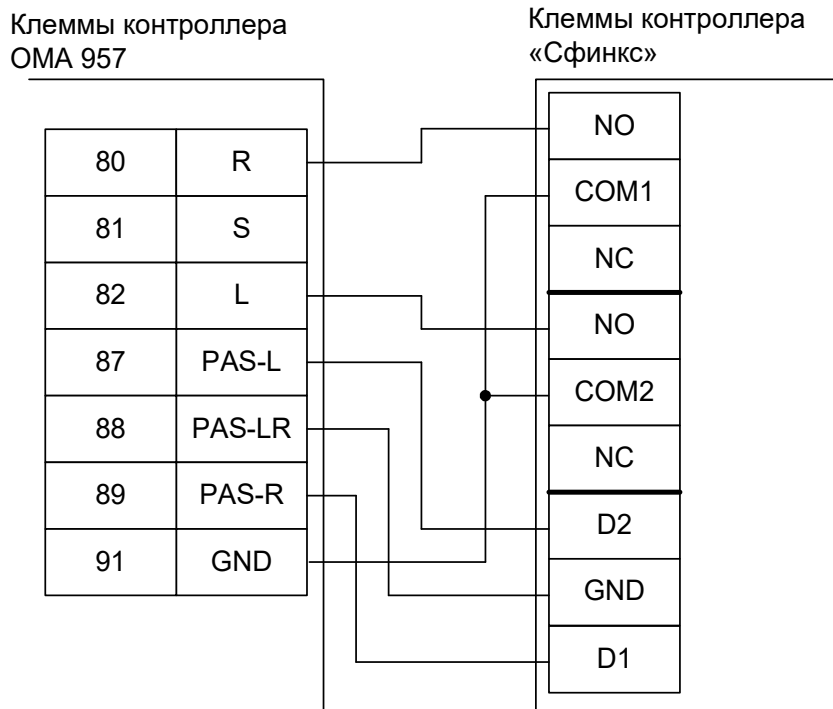 Клеммы контроллера
ОМА 957
Клеммы контроллера
«Сфинкс»
80 R
81 S
82 L
87 PAS-L
88 PAS-LR
89 PAS-R
91 GND
NO
COM1
NC
NO
COM2
NC
D2
GND
D1